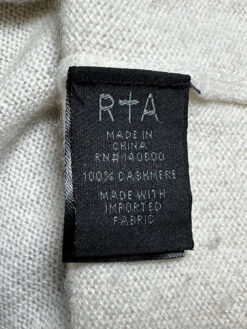 R†A
MADE IN
CHINA
RN#140600
100% CASHMERE
MADE WITH
IMPORTED
FABRIC